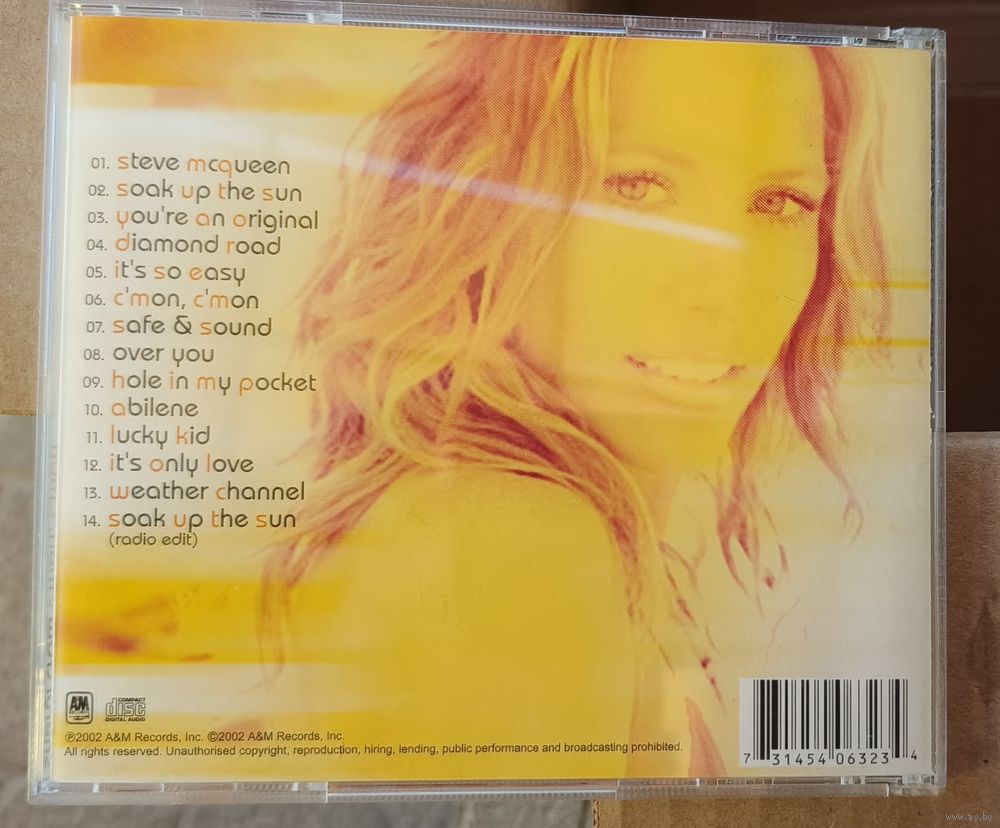 01. steve mcqueen
02. soak up the sun
03. you're an original
04. diamond road
05. it's so easy
06. c'mon, c'mon
07. safe & sound
08. over you
09. hole in my pocket
10. abilene
11. lucky kid
12. it's only love
13. weather channel
14. soak up the sun
(radio edit)
A&M
COMPACT
disc
DIGITAL AUDIO
℗2002 A&M Records, Inc. ©2002 A&M Records, Inc.
All rights reserved. Unauthorised copyright, reproduction, hiring, lending, public performance and broadcasting prohibited.
7 31454 06323 4
www.ay.by